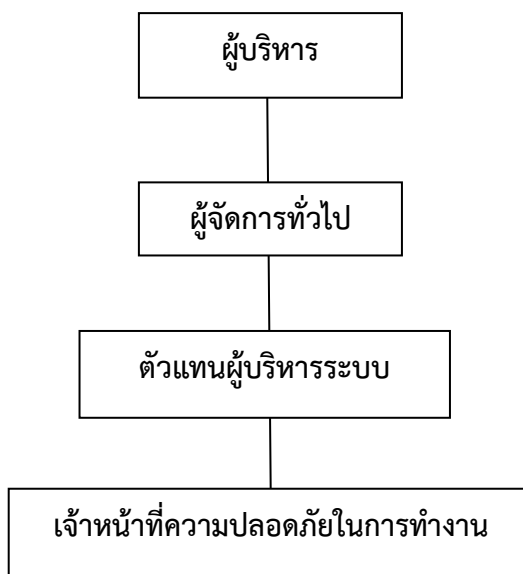 ผู้บริหาร
ผู้จัดการทั่วไป
ตัวแทนผู้บริหารระบบ
เจ้าหน้าที่ความปลอดภัยในการทำงาน